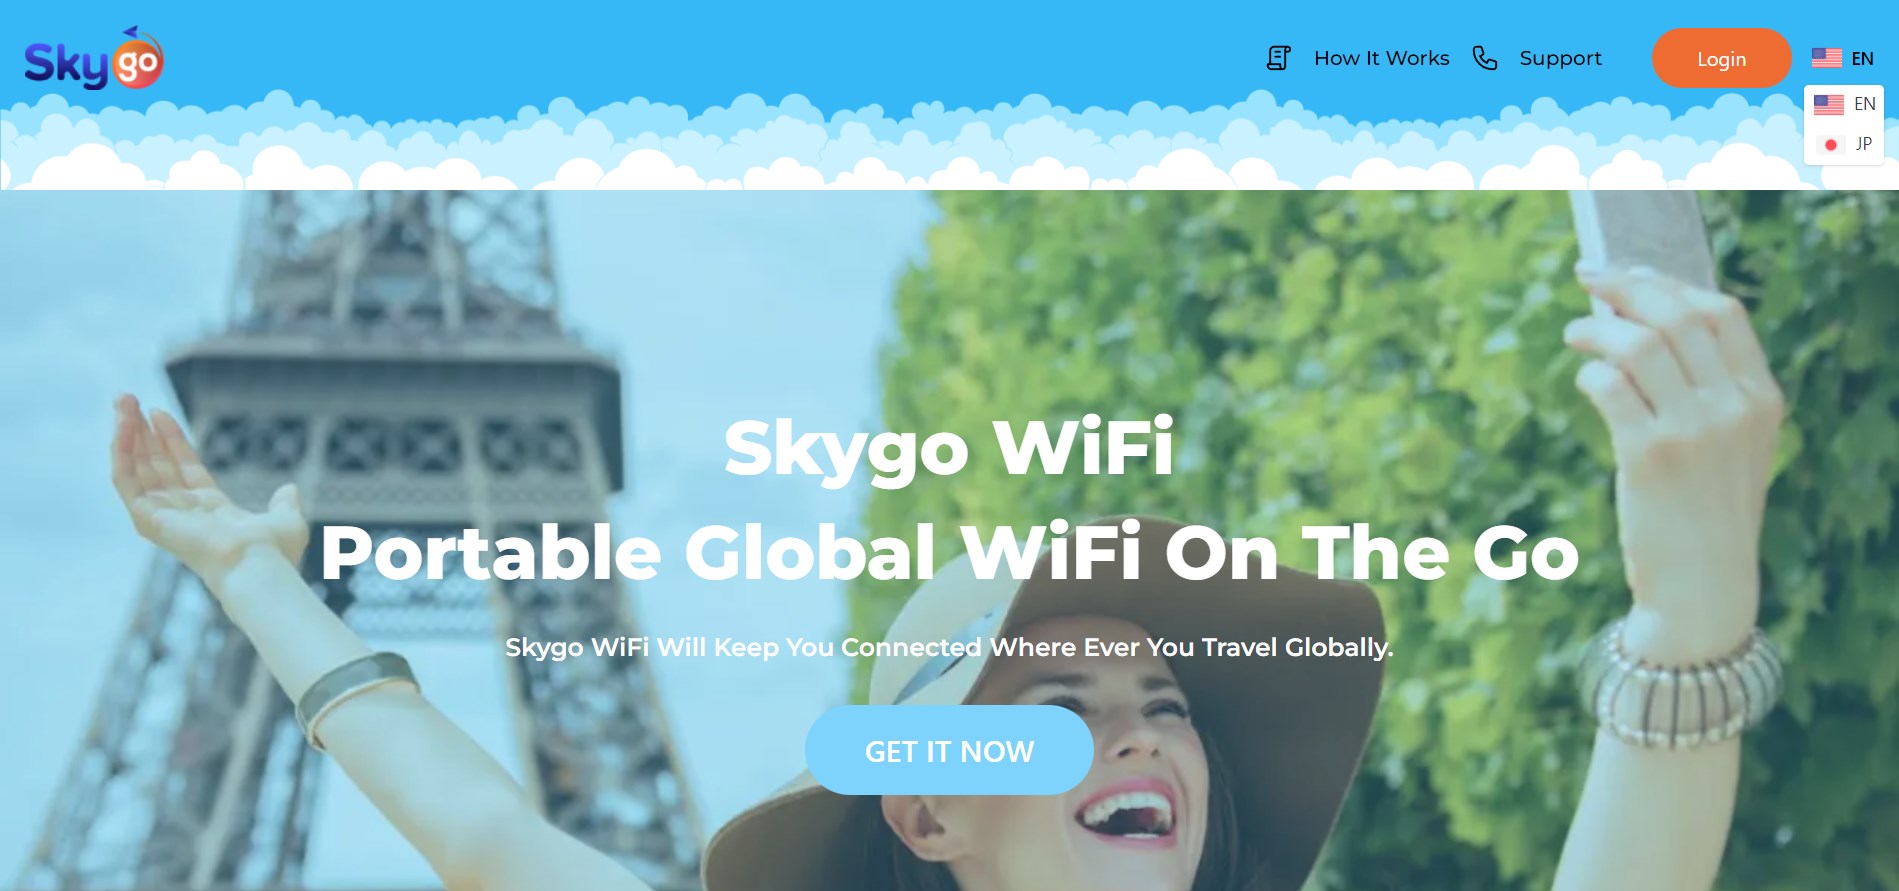 Skygo
How It Works
Support
Login
EN
EN
JP
Skygo WiFi
Portable Global WiFi On The Go
Skygo WiFi Will Keep You Connected Where Ever You Travel Globally.
GET IT NOW